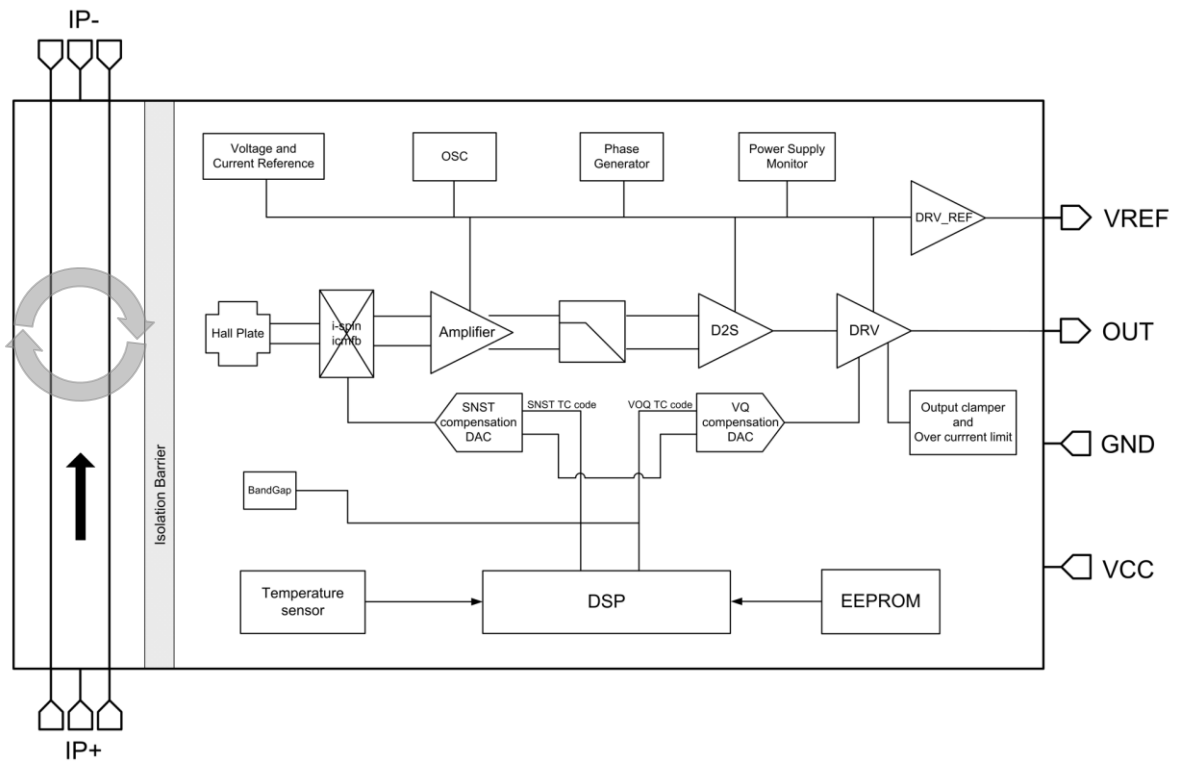 IP-
Voltage and
Current Reference
OSC
Phase
Generator
Power Supply
Monitor
DRV_REF
VREF
Hall Plate
i-spin
icmfb
Amplifier
D2S
DRV
OUT
SNST
compensation
DAC
SNST TC code
VOQ TC code
VQ
compensation
DAC
Output clamper
and
Over currrent limit
GND
Isolation Barrier
BandGap
VCC
Temperature
sensor
DSP
EEPROM
IP+